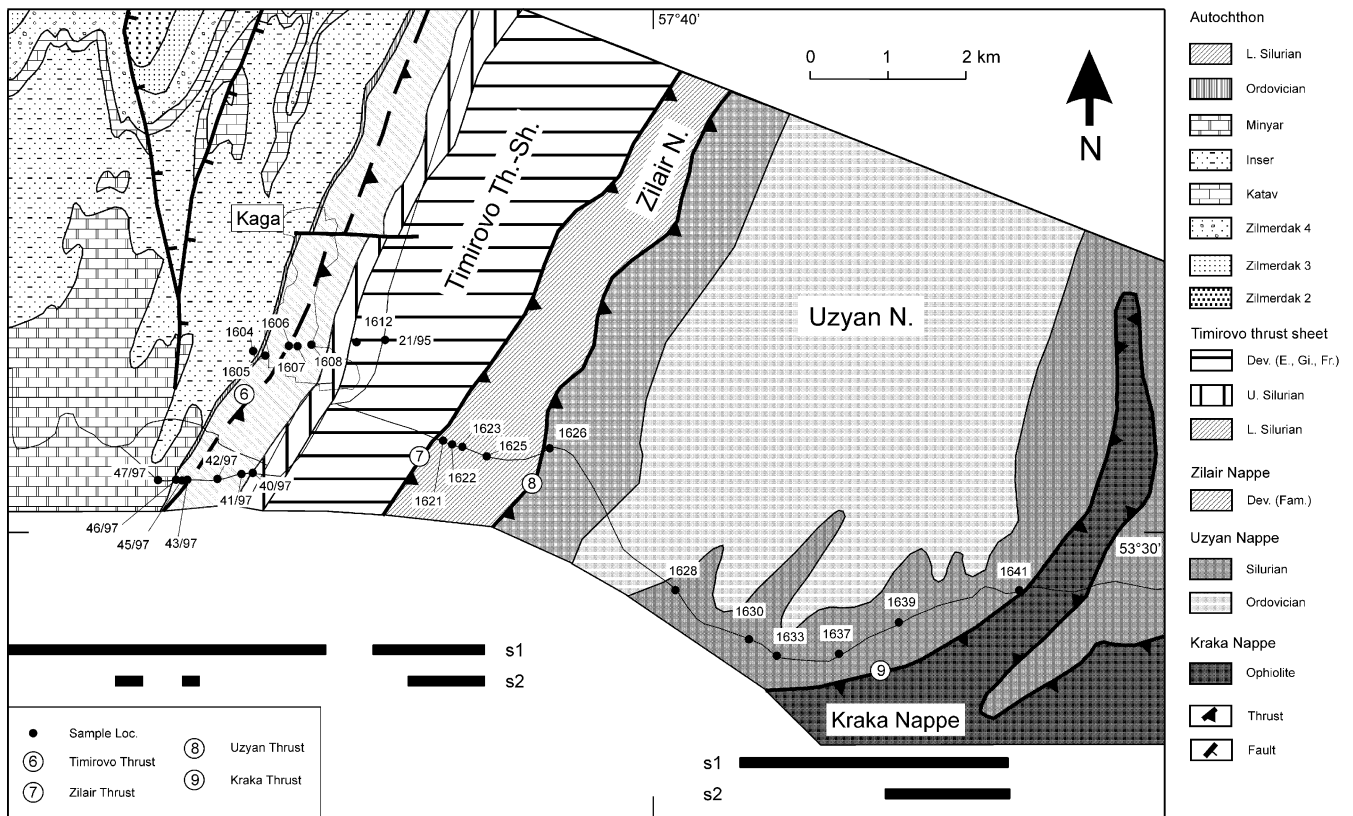 57°40'
0 1 2 km
N
Kaga
Timirovo Th.-Sh.
Zilair N.
Uzyan N.
Kraka Nappe
53°30'
1604
1606
1605
1607
1608
1612
21/95
6
7
8
9
1623
1625
1626
1622
1621
47/97
42/97
41/97
40/97
46/97
45/97
43/97
1628
1630
1633
1637
1639
1641
s1
s2
s1
s2
Sample Loc.
6 Timirovo Thrust
7 Zilair Thrust
8 Uzyan Thrust
9 Kraka Thrust
Autochthon
L. Silurian
Ordovician
Minyar
Inser
Katav
Zilmerdak 4
Zilmerdak 3
Zilmerdak 2
Timirovo thrust sheet
Dev. (E., Gi., Fr.)
U. Silurian
L. Silurian
Zilair Nappe
Dev. (Fam.)
Uzyan Nappe
Silurian
Ordovician
Kraka Nappe
Ophiolite
Thrust
Fault